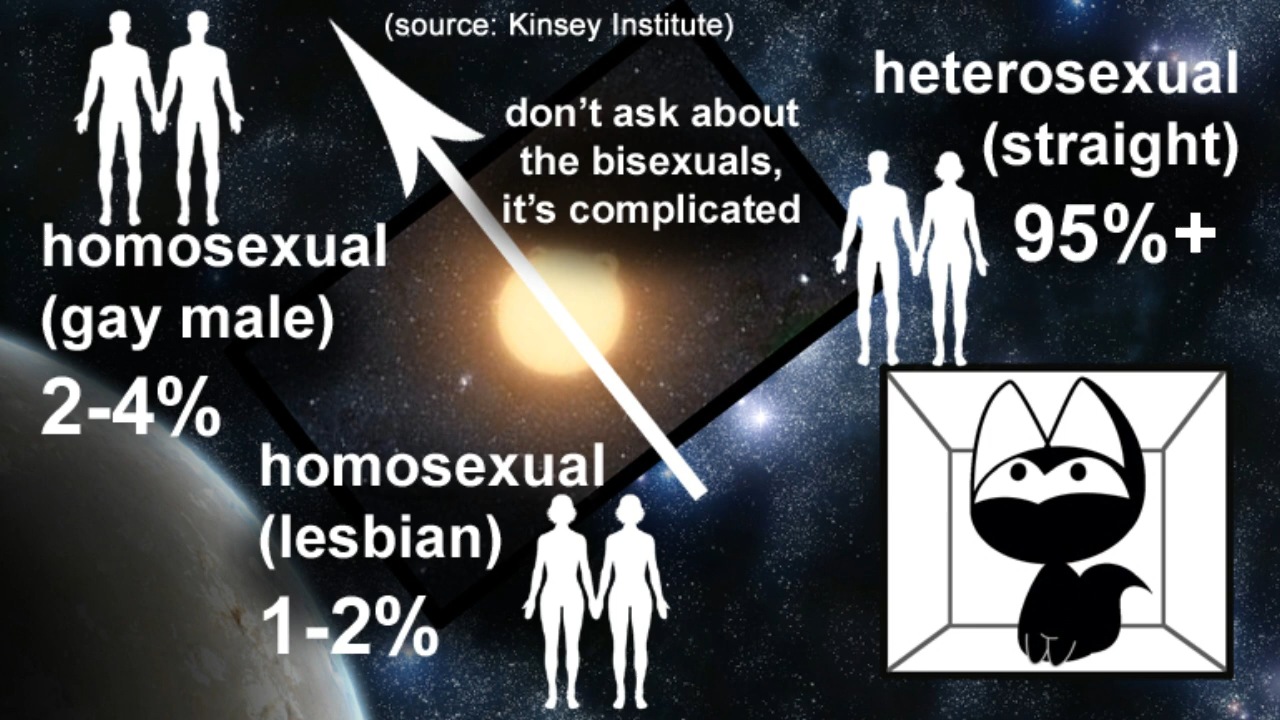 (source: Kinsey Institute)
don't ask about
the bisexuals,
it's complicated
heterosexual
(straight)
95%+
homosexual
(gay male)
2-4%
homosexual
(lesbian)
1-2%